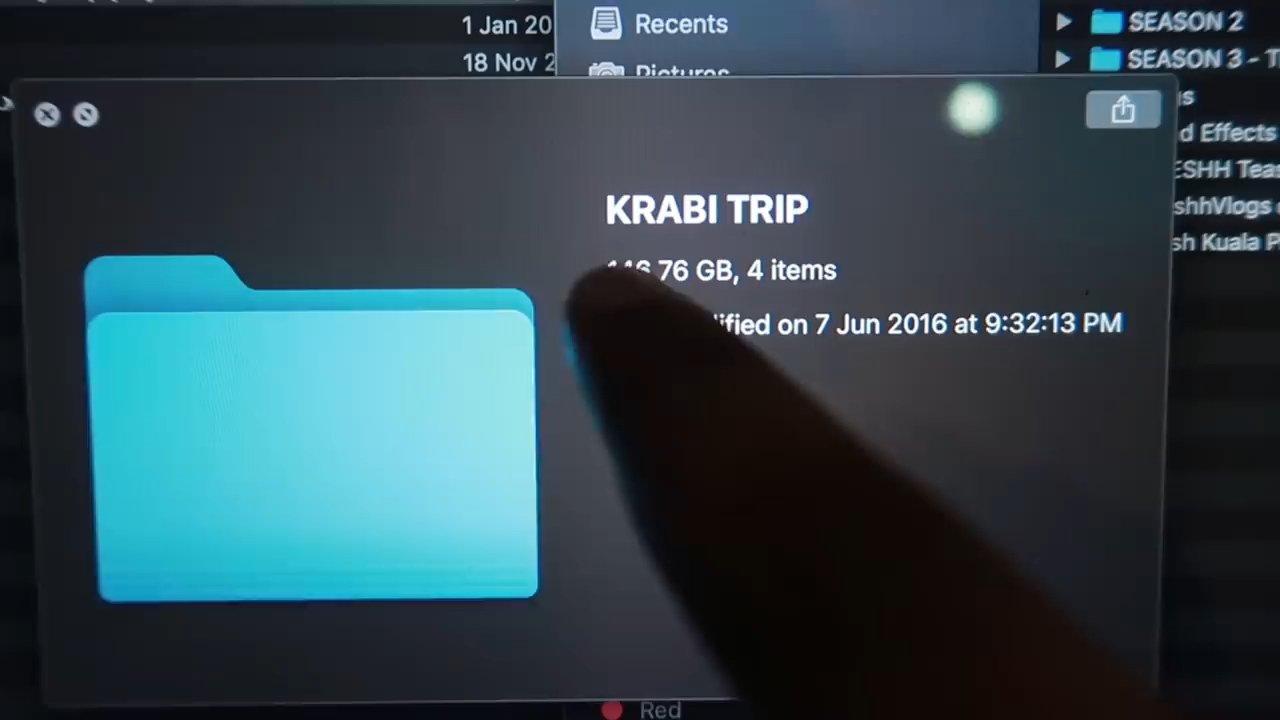 1 Jan 20
18 Nov 2
Recents
Pictures
SEASON 2
SEASON 3 - T
d Effects
ESHH Teas
shhVlogs
sh Kuala P
KRABI TRIP
76 GB, 4 items
ified on 7 Jun 2016 at 9:32:13 PM
Red